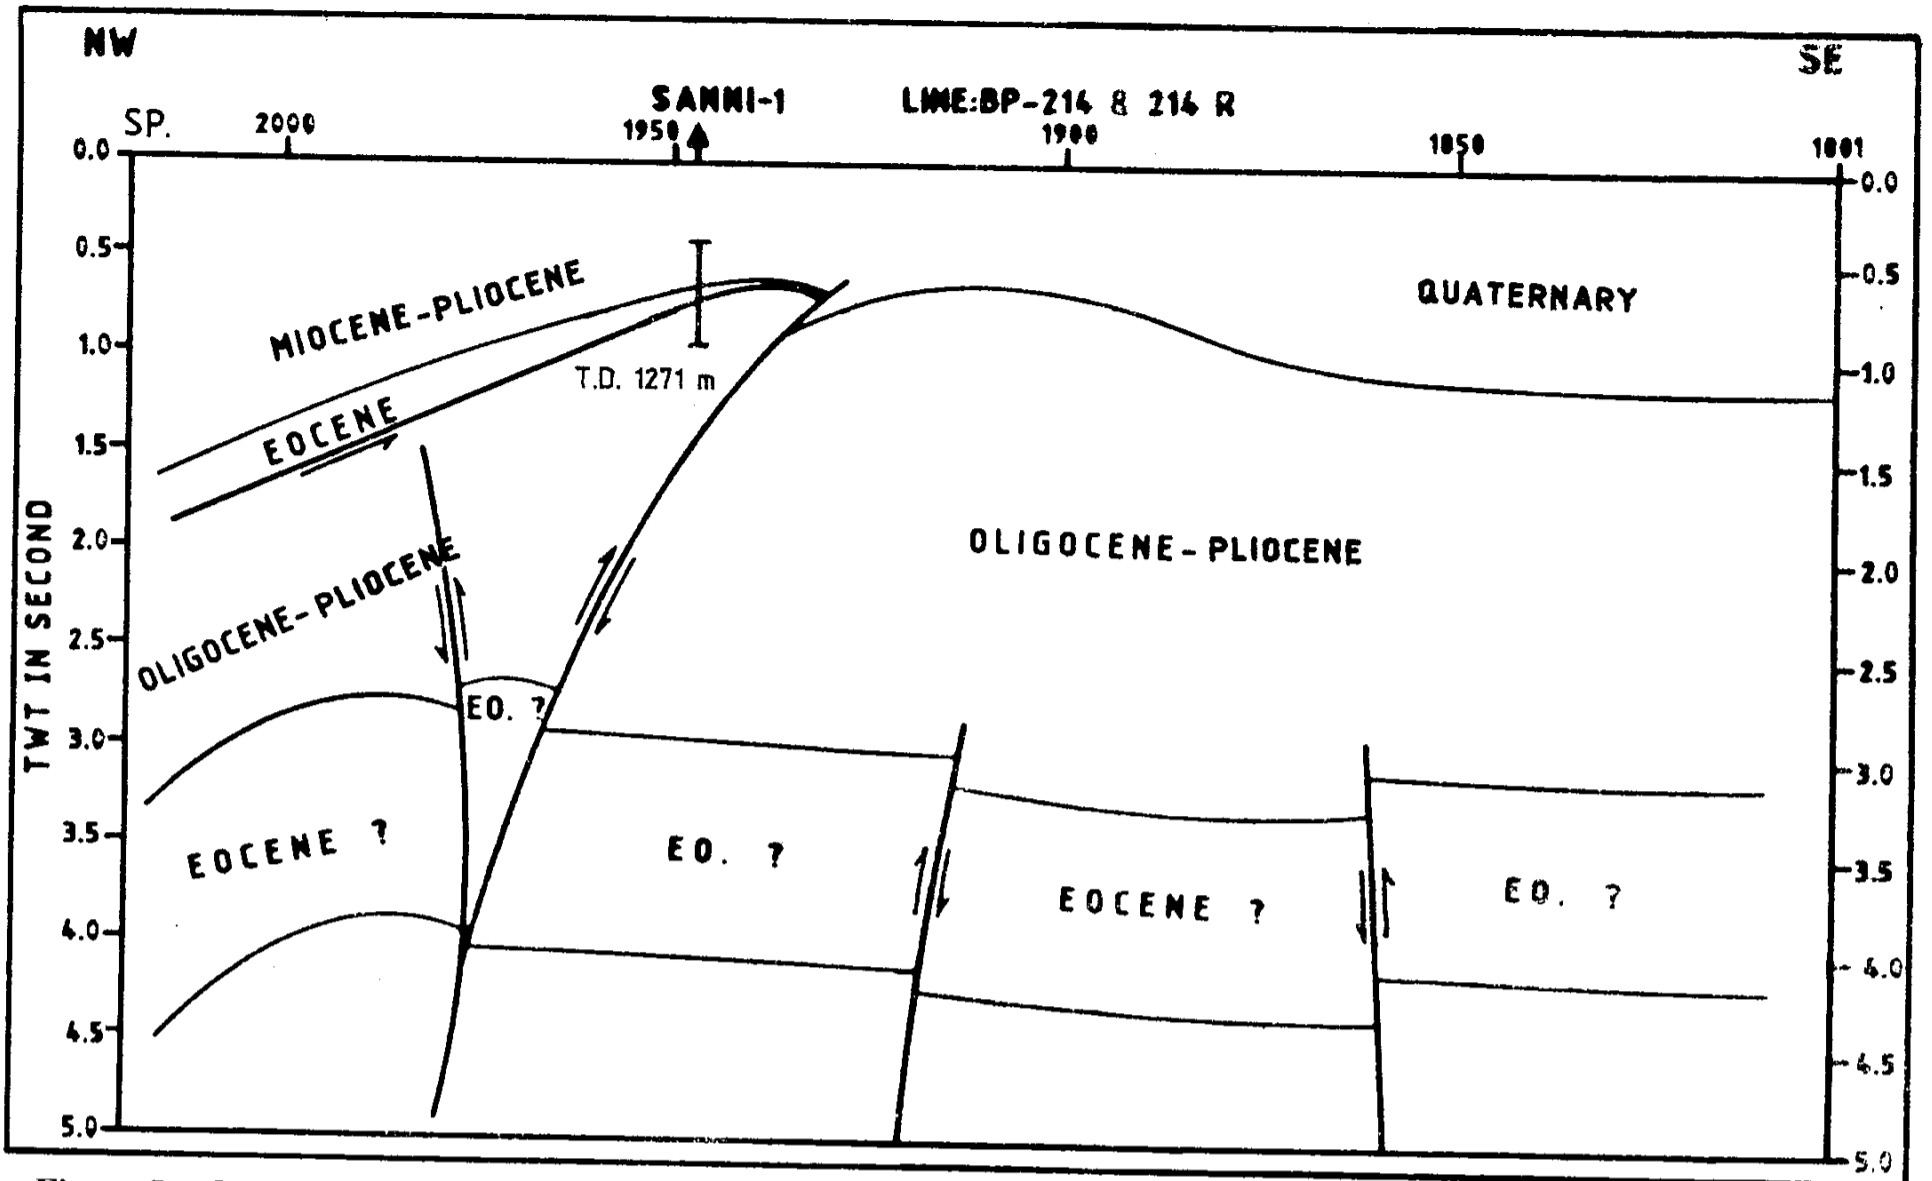 NW
SE
SANNI-1 LINE:BP-214 & 214 R
SP. 2000 1950 1900 1850 1801
0.0
0.0
0.5
0.5
MIOCENE-PLIOCENE
QUATERNARY
1.0
1.0
T.D. 1271 m
EOCENE
1.5
1.5
TWT IN SECOND
2.0
2.0
OLIGOCENE-PLIOCENE
OLIGOCENE-PLIOCENE
2.5
2.5
EO. ?
3.0
3.0
3.5
3.5
EOCENE ?
EO. ?
EOCENE ?
EO. ?
4.0
4.0
4.5
4.5
5.0
5.0